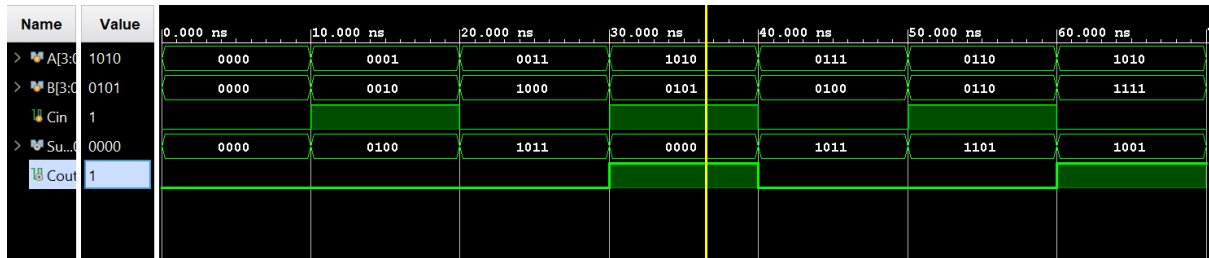 Name Value 0.000 ns 10.000 ns 20.000 ns 30.000 ns 40.000 ns 50.000 ns 60.000 ns
> A[3:0 1010 0000 0001 0011 1010 0111 0110 1010
> B[3:0 0101 0000 0010 1000 0101 0100 0110 1111
Cin 1
> Su...0 0000 0000 0100 1011 0000 1011 1101 1001
Cout 1